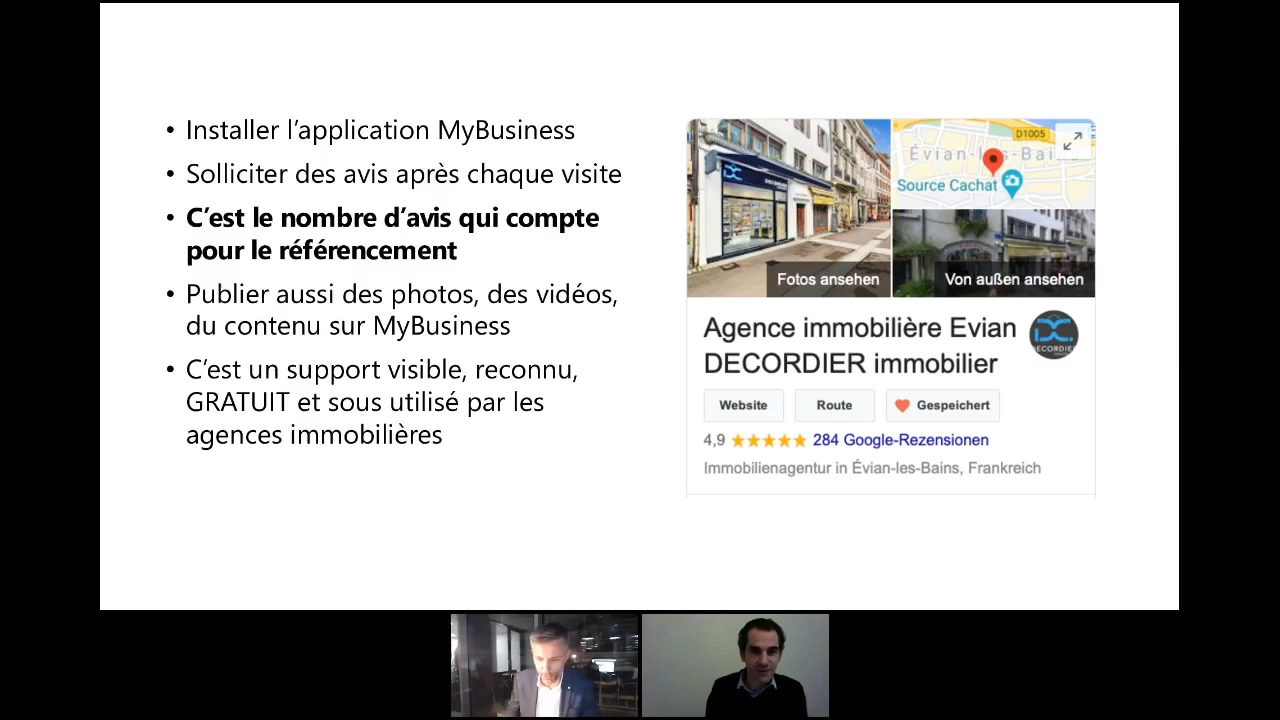 • Installer l’application MyBusiness
• Solliciter des avis après chaque visite
• C’est le nombre d’avis qui compte
pour le référencement
• Publier aussi des photos, des vidéos,
du contenu sur MyBusiness
• C’est un support visible, reconnu,
GRATUIT et sous utilisé par les
agences immobilières
D1005
Évian-les-Bains
Source Cachat
Fotos ansehen
Von außen ansehen
Agence immobilière Evian
DECORDIER immobilier
DECORDIER
Website
Route
Gespeichert
4,9
284 Google-Rezensionen
Immobilienagentur in Évian-les-Bains, Frankreich